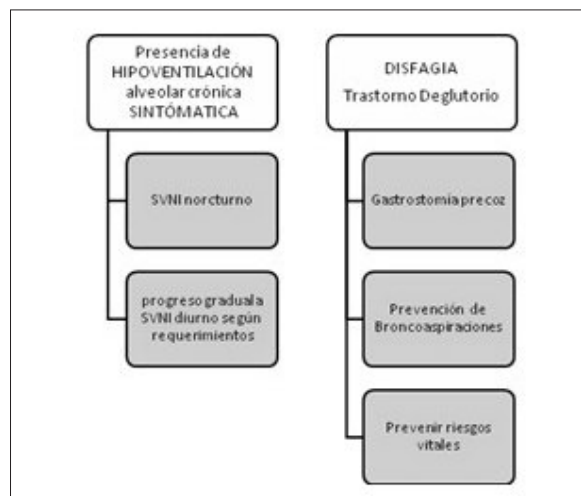 Presencia de
HIPOVENTILACIÓN
alveolar crónica
SINTÓMATICA
SVNI norcturno
progreso graduala
SVNI diurno según
requerimientos
DISFAGIA
Trastorno Deglutorio
Gastrostomía precoz
Prevención de
Broncoaspiraciones
Prevenir riesgos
vitales